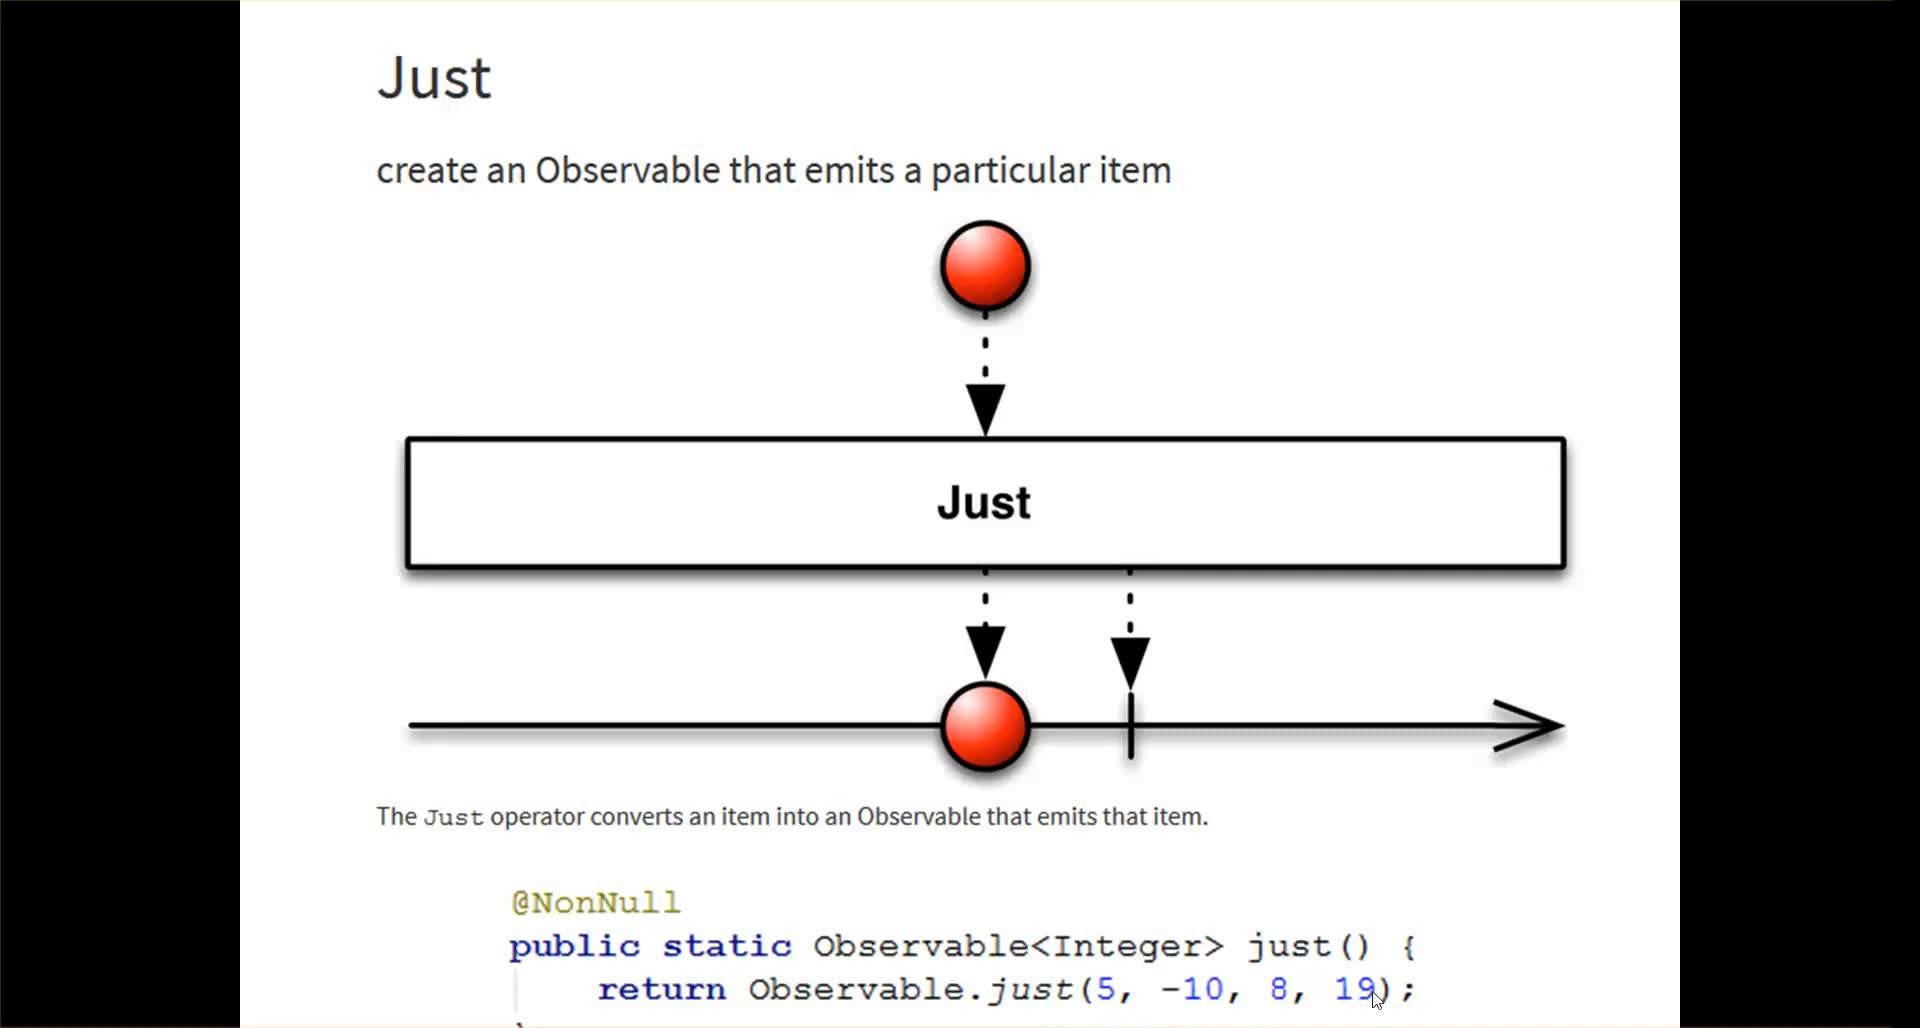 Just
create an Observable that emits a particular item
Just
The Just operator converts an item into an Observable that emits that item.
@NonNull
public static Observable<Integer> just() {
return Observable.just(5, -10, 8, 19);